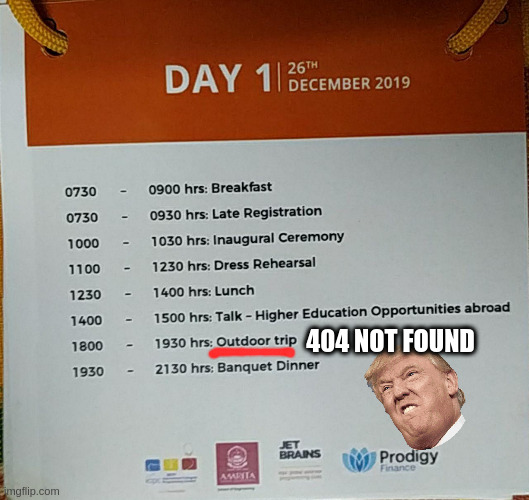 DAY 1 | 26TH
DECEMBER 2019
0730 - 0900 hrs: Breakfast
0730 - 0930 hrs: Late Registration
1000 - 1030 hrs: Inaugural Ceremony
1100 - 1230 hrs: Dress Rehearsal
1230 - 1400 hrs: Lunch
1400 - 1500 hrs: Talk – Higher Education Opportunities abroad
1800 - 1930 hrs: Outdoor trip 404 NOT FOUND
1930 - 2130 hrs: Banquet Dinner
AMRITA
JET
BRAINS
Prodigy
Finance
imgflip.com